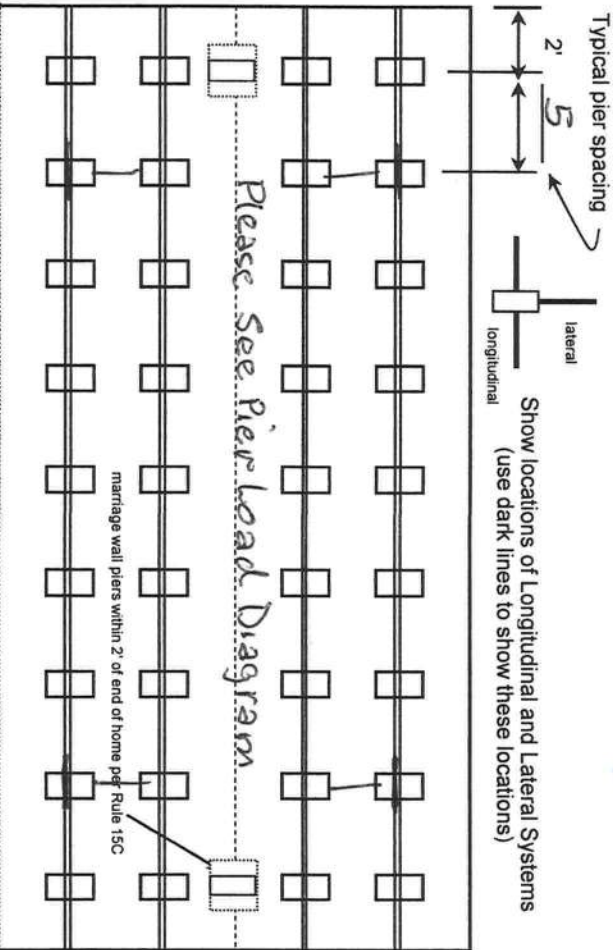 Typical pier spacing
2'
5
lateral
longitudinal
Show locations of Longitudinal and Lateral Systems
(use dark lines to show these locations)
Please See Pier Load Diagram
marriage wall piers within 2' of end of home per Rule 15C